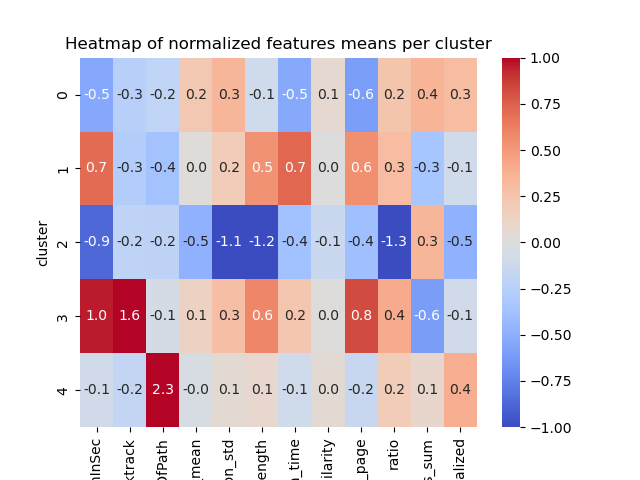 Heatmap of normalized features means per cluster
cluster
0 -0.5 -0.3 -0.2 0.2 0.3 -0.1 -0.5 0.1 -0.6 0.2 0.4 0.3
1 0.7 -0.3 -0.4 0.0 0.2 0.5 0.7 0.0 0.6 0.3 -0.3 -0.1
2 -0.9 -0.2 -0.2 -0.5 -1.1 -1.2 -0.4 -0.1 -0.4 -1.3 0.3 -0.5
3 1.0 1.6 -0.1 0.1 0.3 0.6 0.2 0.0 0.8 0.4 -0.6 -0.1
4 -0.1 -0.2 2.3 -0.0 0.1 0.1 -0.1 0.0 -0.2 0.2 0.1 0.4
nInSec
xtrack
ofPath
_mean
on_std
ength
_time
ilarity
_page
ratio
s_sum
alized
1.00
0.75
0.50
0.25
0.00
−0.25
−0.50
−0.75
−1.00